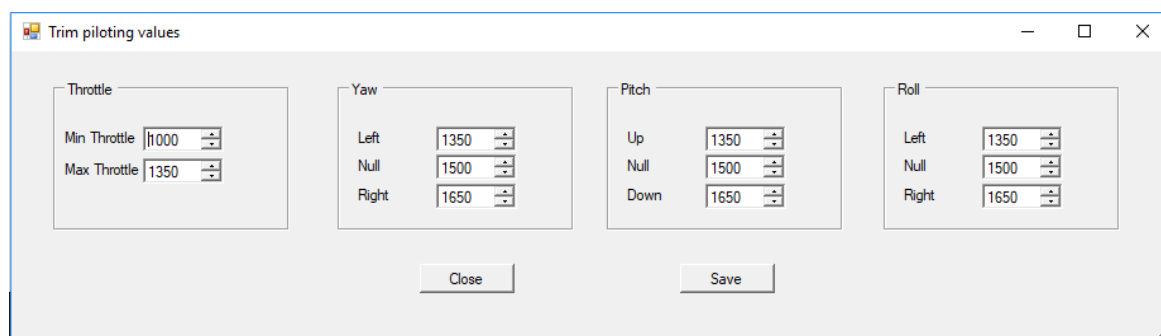 Trim piloting values
Throttle
Min Throttle 1000
Max Throttle 1350
Yaw
Left 1350
Null 1500
Right 1650
Pitch
Up 1350
Null 1500
Down 1650
Roll
Left 1350
Null 1500
Right 1650
Close
Save